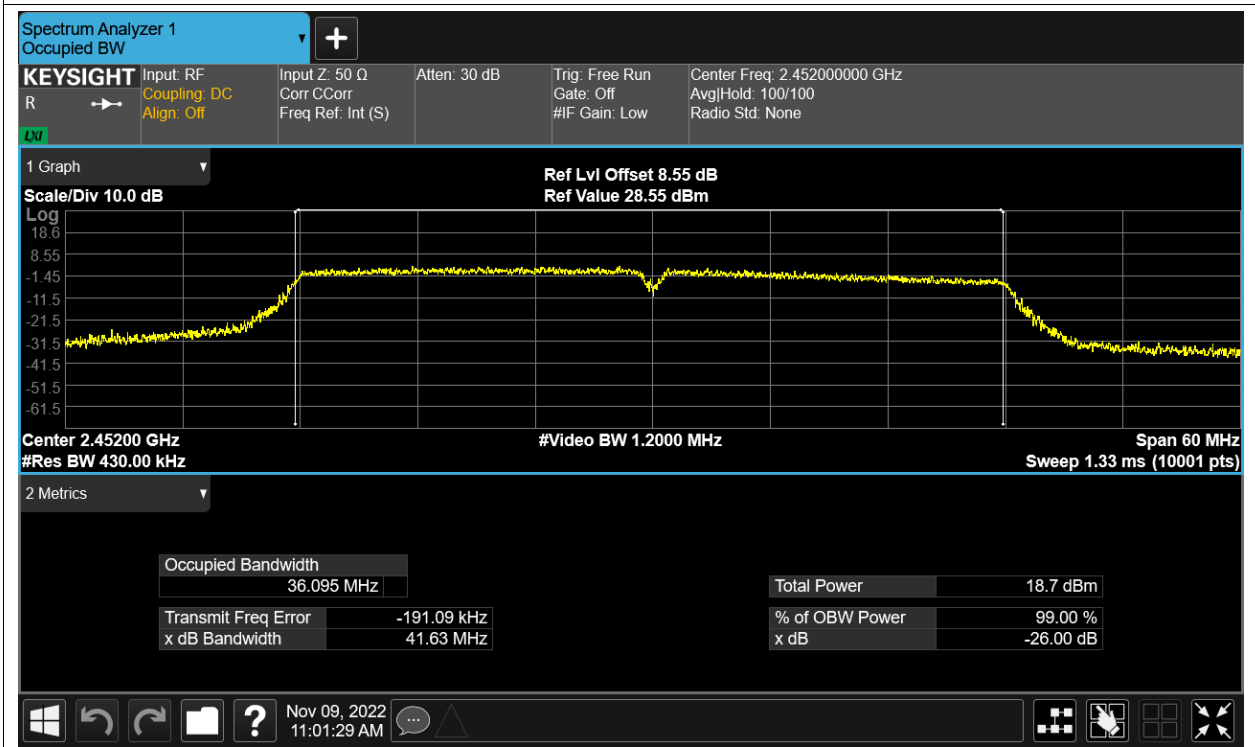 Spectrum Analyzer 1
Occupied BW
+
KEYSIGHT
R
LXI
Input: RF
Coupling: DC
Align: Off
Input Z: 50 Ω
Corr CCorr
Freq Ref: Int (S)
Atten: 30 dB
Trig: Free Run
Gate: Off
#IF Gain: Low
Center Freq: 2.452000000 GHz
Avg|Hold: 100/100
Radio Std: None
1 Graph
Scale/Div 10.0 dB
Ref Lvl Offset 8.55 dB
Ref Value 28.55 dBm
Log
18.6
8.55
-1.45
-11.5
-21.5
-31.5
-41.5
-51.5
-61.5
Center 2.45200 GHz
#Video BW 1.2000 MHz
Span 60 MHz
#Res BW 430.00 kHz
Sweep 1.33 ms (10001 pts)
2 Metrics
Occupied Bandwidth
36.095 MHz
Total Power 18.7 dBm
Transmit Freq Error -191.09 kHz
% of OBW Power 99.00 %
x dB Bandwidth 41.63 MHz
x dB -26.00 dB
?
Nov 09, 2022
11:01:29 AM